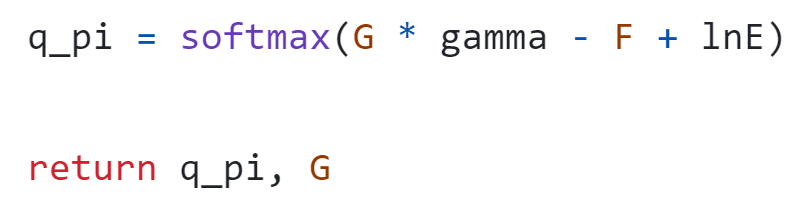 q_pi = softmax(G * gamma - F + lnE)
return q_pi, G